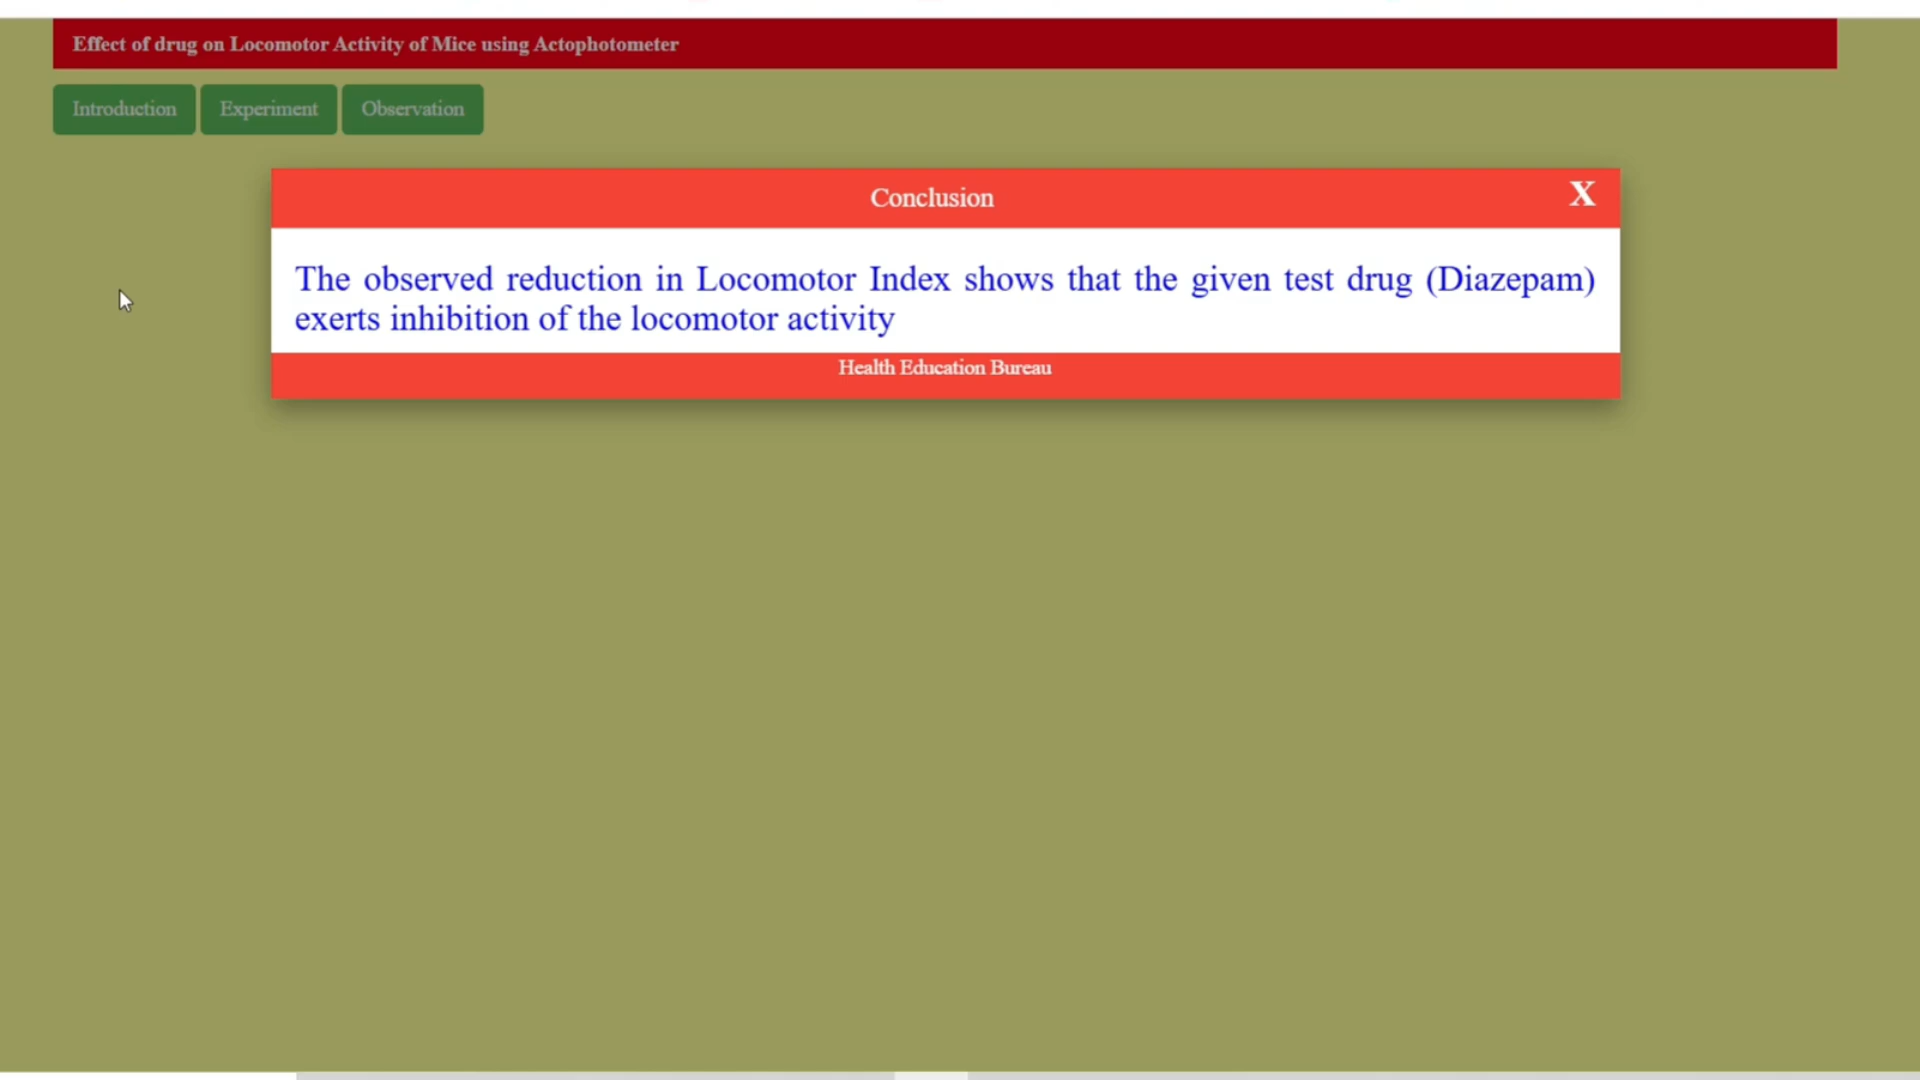 Effect of drug on Locomotor Activity of Mice using Actophotometer
Introduction Experiment Observation
Conclusion X
The observed reduction in Locomotor Index shows that the given test drug (Diazepam)
exerts inhibition of the locomotor activity
Health Education Bureau